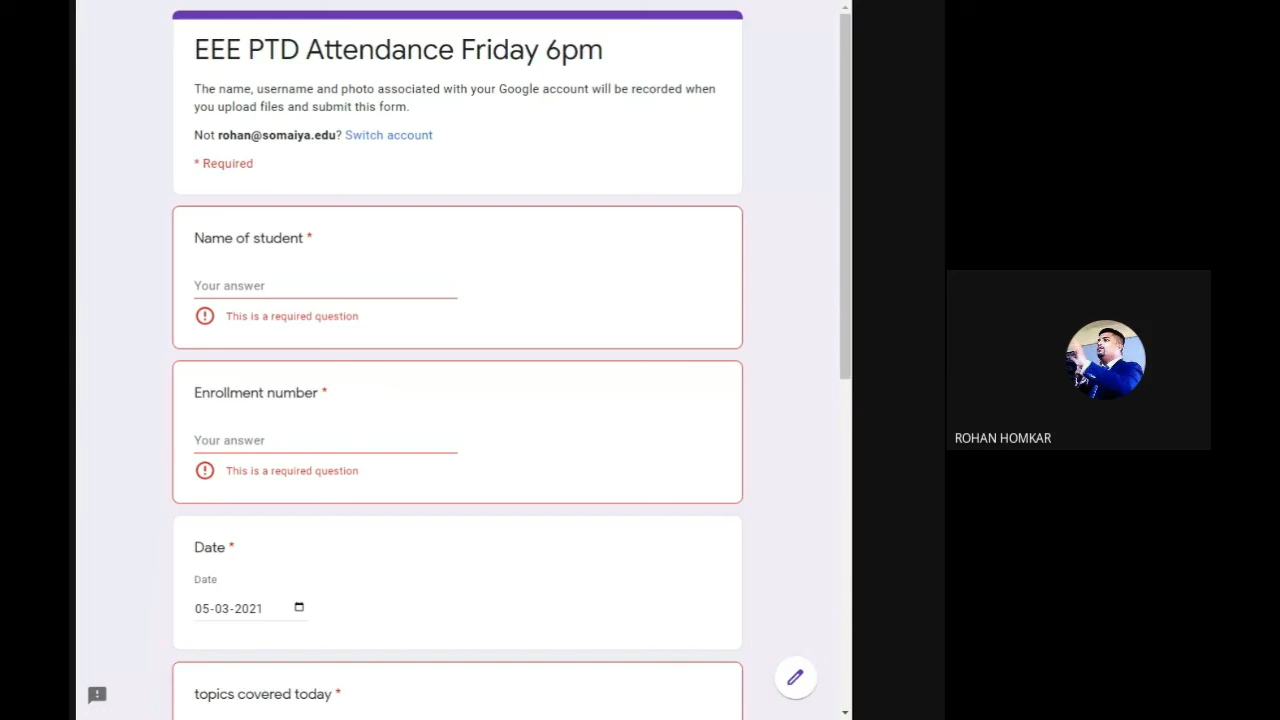 EEE PTD Attendance Friday 6pm
The name, username and photo associated with your Google account will be recorded when
you upload files and submit this form.
Not rohan@somaiya.edu? Switch account
* Required
Name of student *
Your answer
This is a required question
Enrollment number *
Your answer
This is a required question
Date *
Date
05-03-2021
topics covered today *
ROHAN HOMKAR